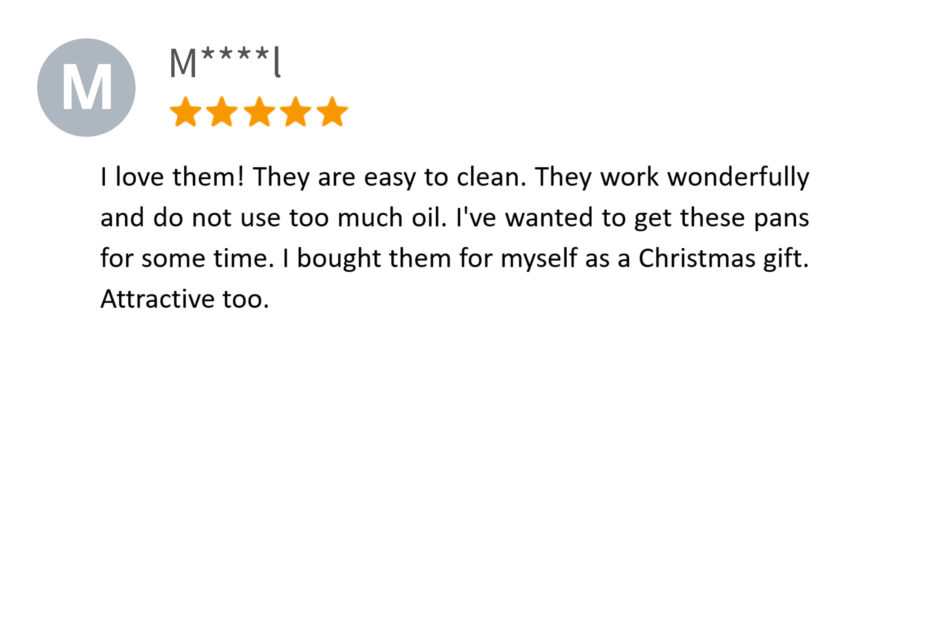 M
M****l
I love them! They are easy to clean. They work wonderfully
and do not use too much oil. I've wanted to get these pans
for some time. I bought them for myself as a Christmas gift.
Attractive too.